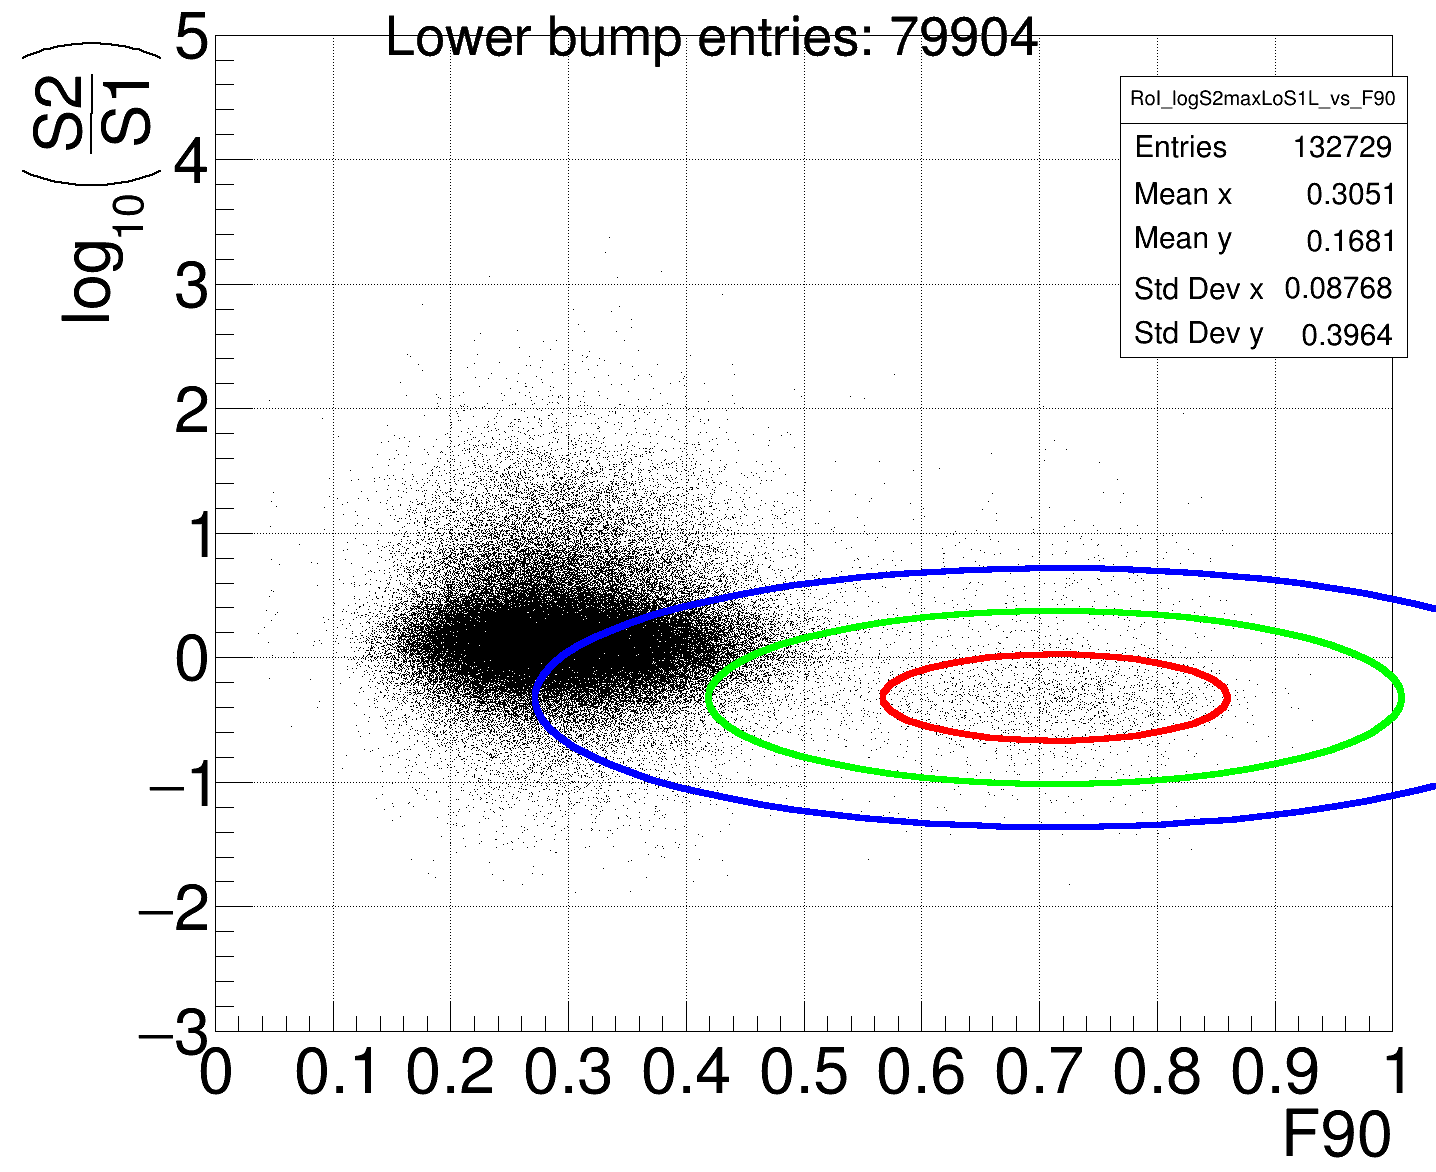 Lower bump entries: 79904
log10 (S2/S1)
RoI_logS2maxLoS1L_vs_F90
Entries 132729
Mean x 0.3051
Mean y 0.1681
Std Dev x 0.08768
Std Dev y 0.3964
5
4
3
2
1
0
−1
−2
−3
0 0.1 0.2 0.3 0.4 0.5 0.6 0.7 0.8 0.9 1
F90